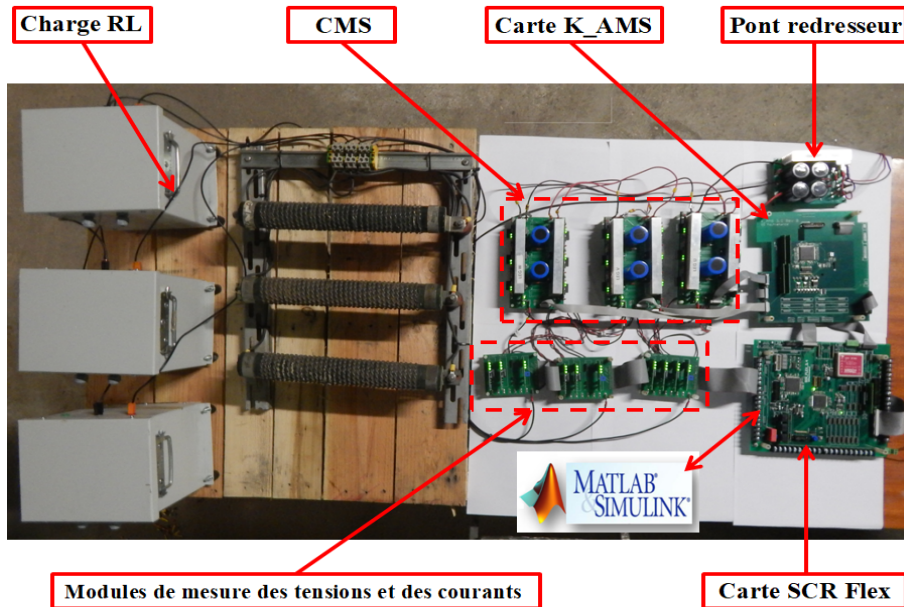 Charge RL
CMS
Carte K_AMS
Pont redresseur
MATLAB®
&SIMULINK®
Modules de mesure des tensions et des courants
Carte SCR Flex